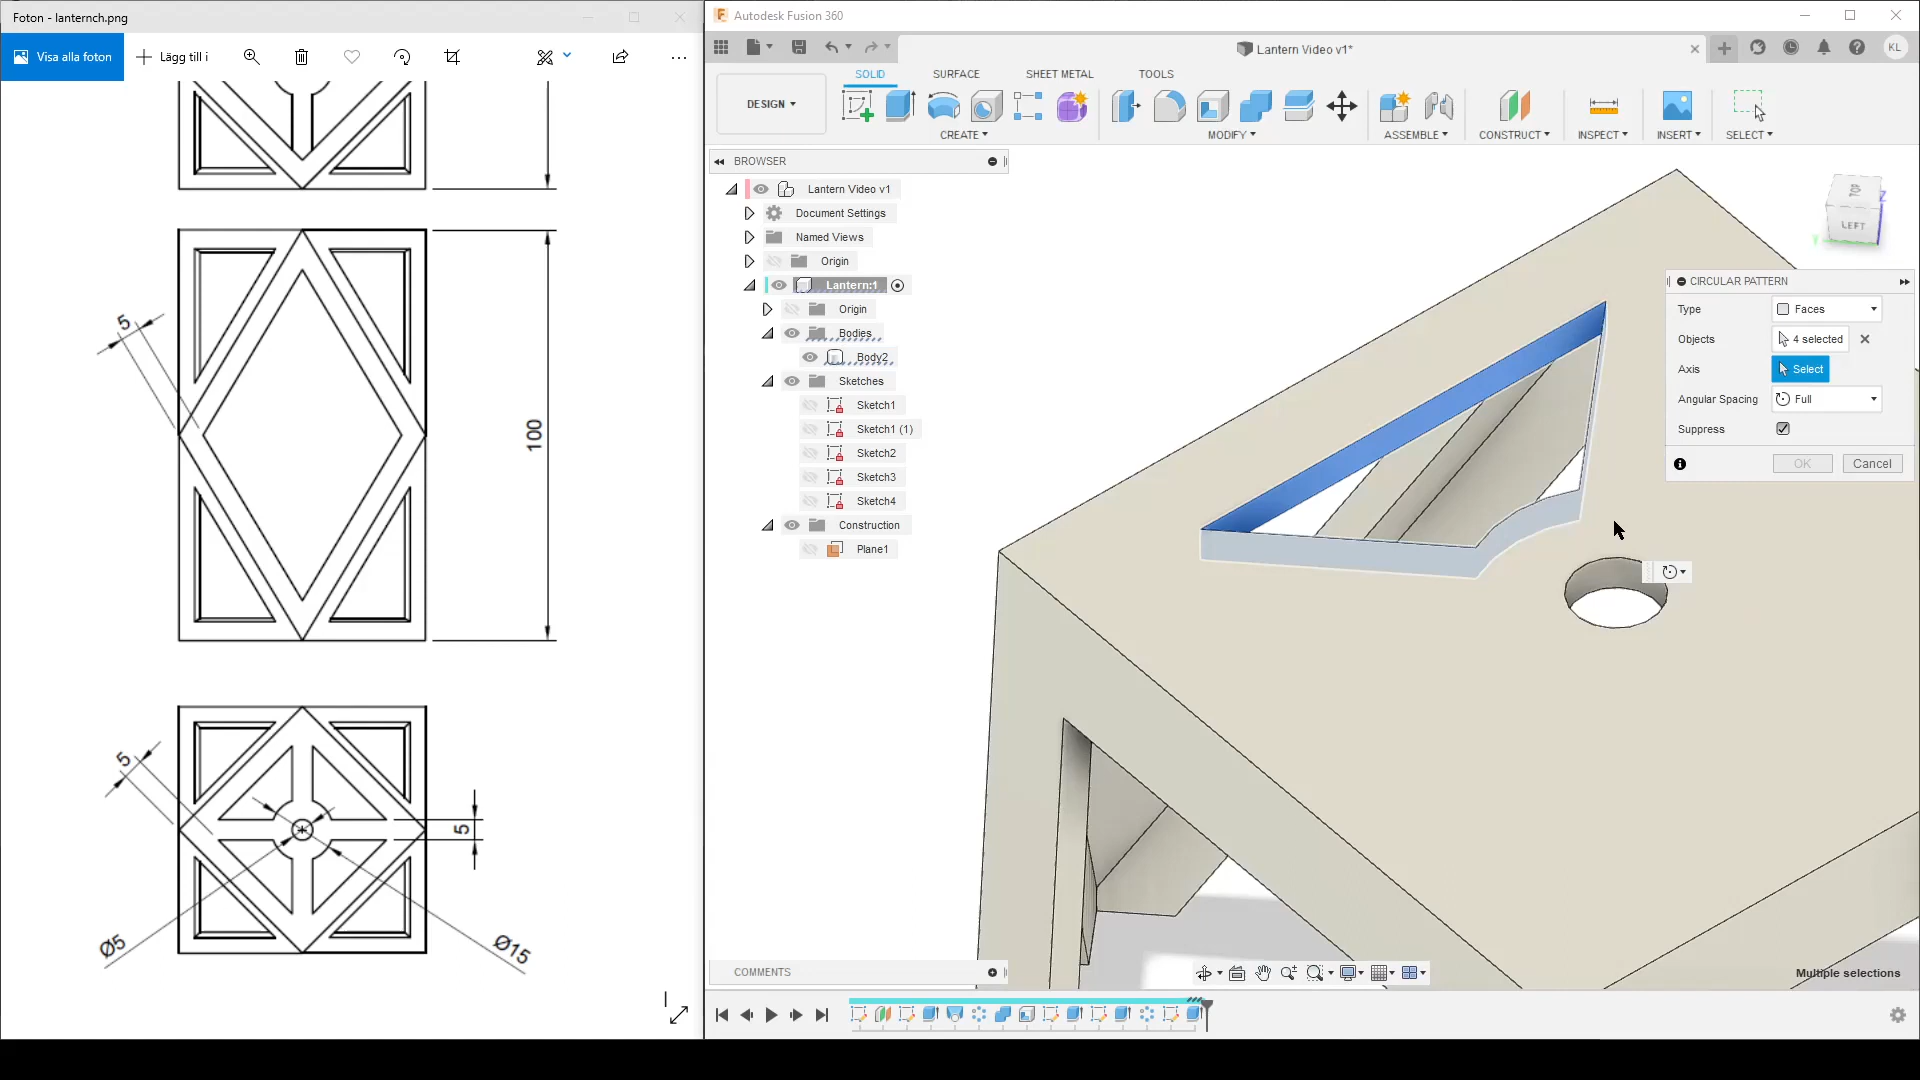 Foton - lanternch.png
Visa alla foton
Lägg till i
5
100
5
5
Ø5
Ø15
Autodesk Fusion 360
Lantern Video v1*
KL
DESIGN
SOLID
SURFACE
SHEET METAL
TOOLS
CREATE
MODIFY
ASSEMBLE
CONSTRUCT
INSPECT
INSERT
SELECT
BROWSER
Lantern Video v1
Document Settings
Named Views
Origin
Lantern:1
Origin
Bodies
Body2
Sketches
Sketch1
Sketch1 (1)
Sketch2
Sketch3
Sketch4
Construction
Plane1
TOP
LEFT
Z
Y
CIRCULAR PATTERN
Type
Faces
Objects
4 selected
Axis
Select
Angular Spacing
Full
Suppress
OK
Cancel
COMMENTS
Multiple selections